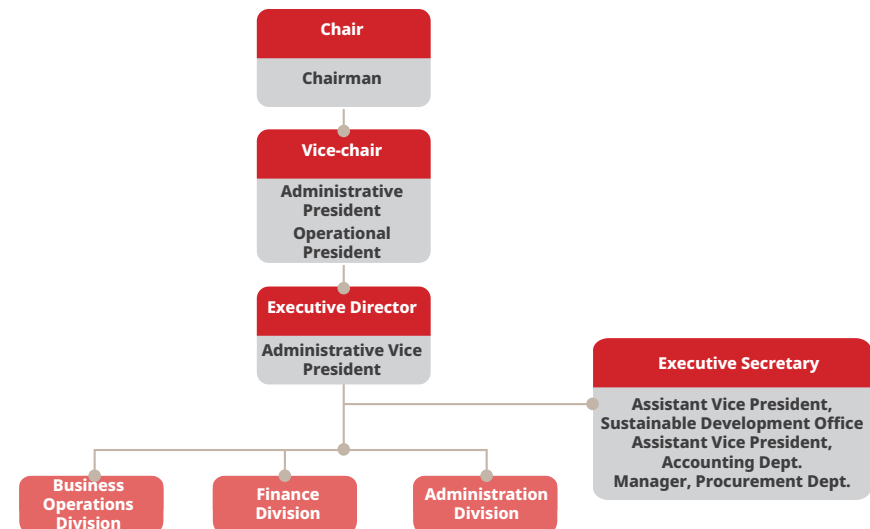 Chair
Chairman
Vice-chair
Administrative
President
Operational
President
Executive Director
Administrative Vice
President
Executive Secretary
Assistant Vice President,
Sustainable Development Office
Assistant Vice President,
Accounting Dept.
Manager, Procurement Dept.
Business
Operations
Division
Finance
Division
Administration
Division